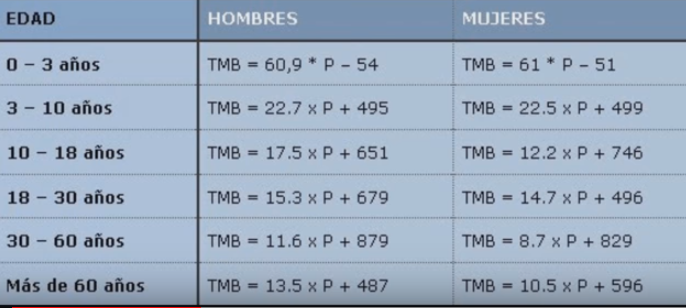 EDAD HOMBRES MUJERES
0 – 3 años TMB = 60,9 * P – 54 TMB = 61 * P – 51
3 – 10 años TMB = 22.7 x P + 495 TMB = 22.5 x P + 499
10 – 18 años TMB = 17.5 x P + 651 TMB = 12.2 x P + 746
18 – 30 años TMB = 15.3 x P + 679 TMB = 14.7 x P + 496
30 – 60 años TMB = 11.6 x P + 879 TMB = 8.7 x P + 829
Más de 60 años TMB = 13.5 x P + 487 TMB = 10.5 x P + 596